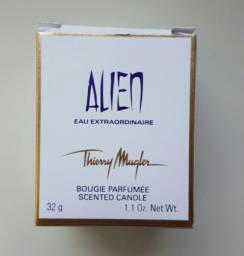 ALIEN
EAU EXTRAORDINAIRE
Thierry Mugler
BOUGIE PARFUMÉE
SCENTED CANDLE
32 g 1.1 Oz. Net Wt.